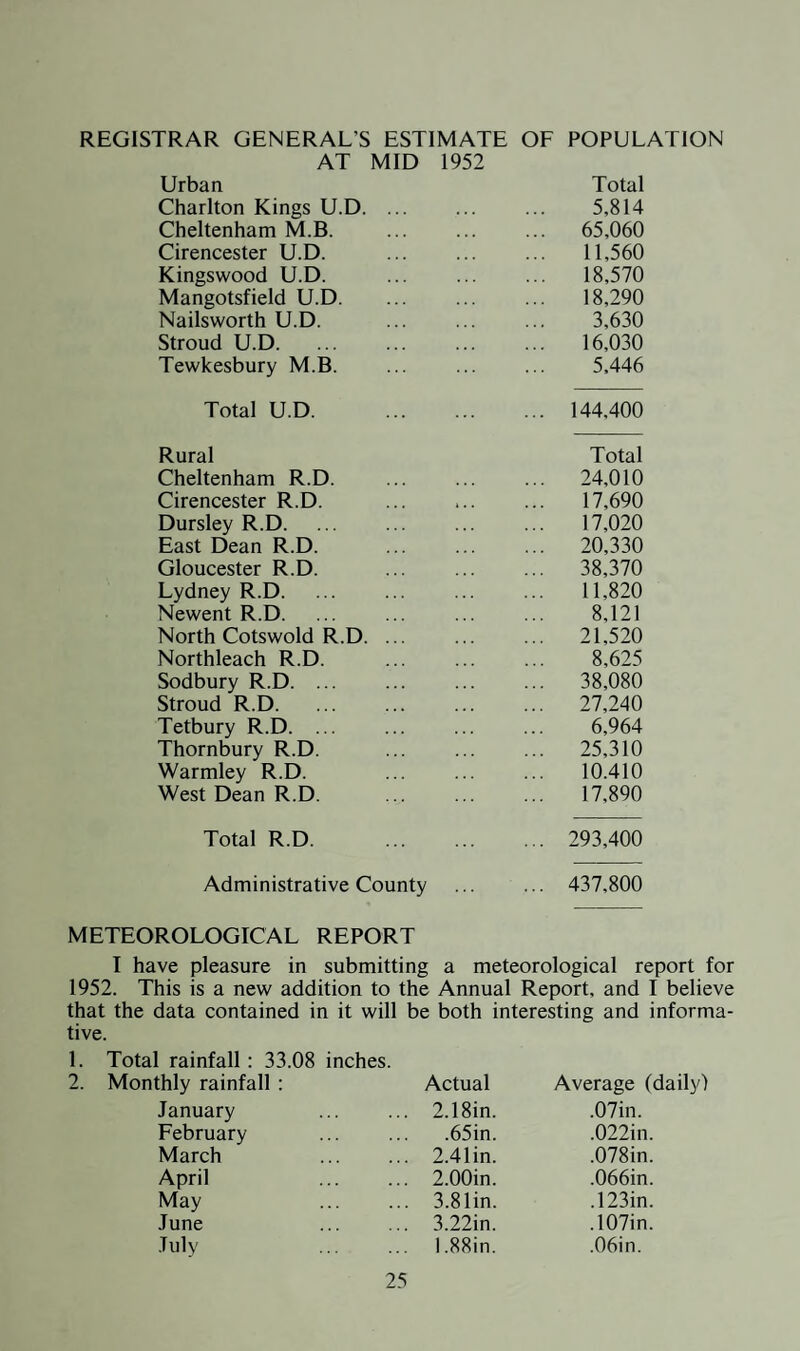 REGISTRAR GENERAL'S ESTIMATE OF POPULATION
AT MID 1952
Urban Total
Charlton Kings U.D. ... ... ... 5,814
Cheltenham M.B. ... ... ... 65,060
Cirencester U.D. ... ... ... 11,560
Kingswood U.D. ... ... ... 18,570
Mangotsfield U.D. ... ... ... 18,290
Nailsworth U.D. ... ... ... 3,630
Stroud U.D. ... ... ... ... 16,030
Tewkesbury M.B. ... ... ... 5,446
Total U.D. ... ... ... 144,400
Rural Total
Cheltenham R.D. ... ... ... 24,010
Cirencester R.D. ... ... ... 17,690
Dursley R.D. ... ... ... ... 17,020
East Dean R.D. ... ... ... 20,330
Gloucester R.D. ... ... ... 38,370
Lydney R.D. ... ... ... ... 11,820
Newent R.D. ... ... ... ... 8,121
North Cotswold R.D. ... ... ... 21,520
Northleach R.D. ... ... ... 8,625
Sodbury R.D. ... ... ... ... 38,080
Stroud R.D. ... ... ... ... 27,240
Tetbury R.D. ... ... ... ... 6,964
Thornbury R.D. ... ... ... 25,310
Warmley R.D. ... ... ... 10.410
West Dean R.D. ... ... ... 17,890
Total R.D. ... ... ... 293,400
Administrative County ... ... 437,800
METEOROLOGICAL REPORT
I have pleasure in submitting a meteorological report for
1952. This is a new addition to the Annual Report, and I believe
that the data contained in it will be both interesting and informa-
tive.
1. Total rainfall : 33.08 inches.
2. Monthly rainfall : Actual Average (daily)
January ... ... 2.18in. .07in.
February ... ... .65in. .022in.
March ... ... 2.41in. .078in.
April ... ... 2.00in. .066in.
May ... ... 3.81in. .123in.
June ... ... 3.22in. .107in.
July ... ... 1.88in. .06in.
25